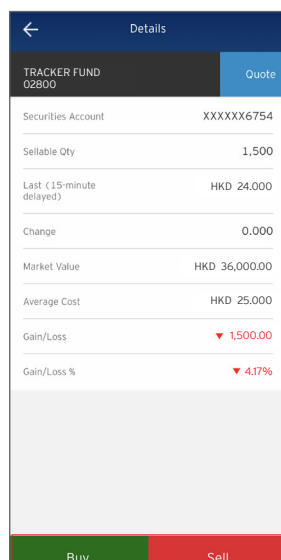 Details
TRACKER FUND
02800
Quote
Securities Account XXXXXX6754
Sellable Qty 1,500
Last (15-minute
delayed) HKD 24.000
Change 0.000
Market Value HKD 36,000.00
Average Cost HKD 25.000
Gain/Loss ▼ 1,500.00
Gain/Loss % ▼ 4.17%
Buy Sell